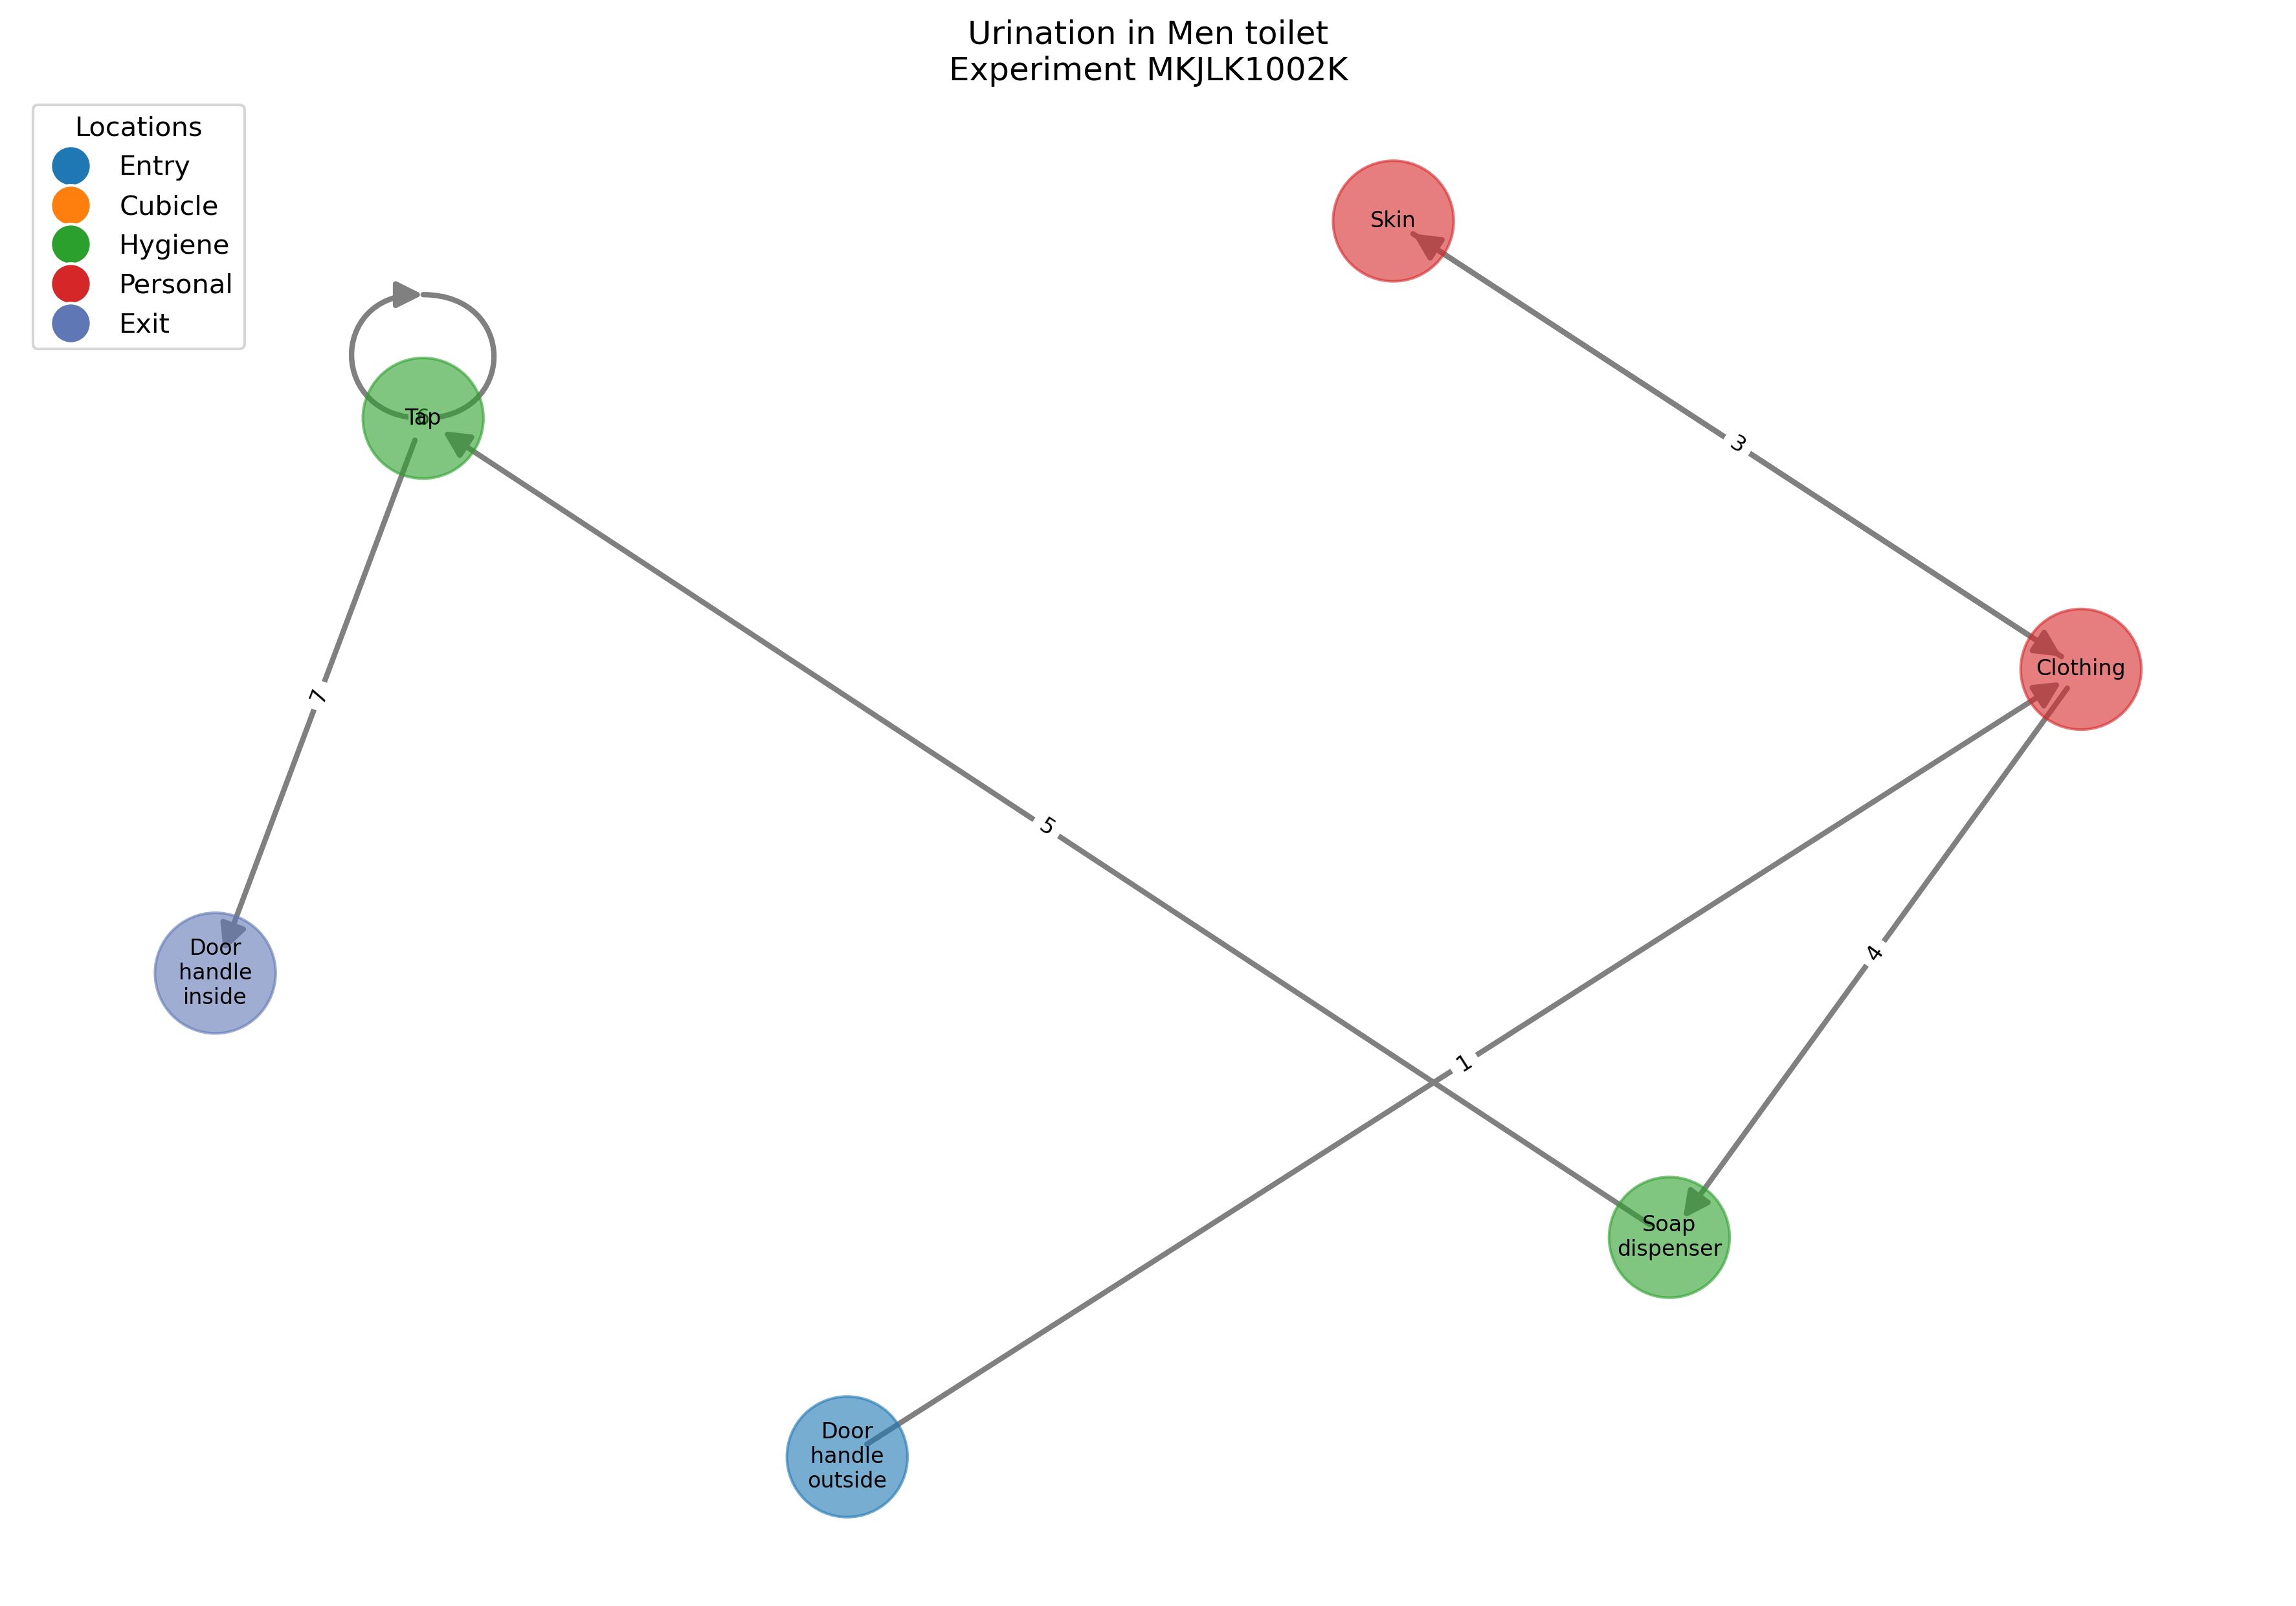 Urination in Men toilet
Experiment MKJLK1002K
Locations
Entry
Cubicle
Hygiene
Personal
Exit
Skin
Tap
6
3
Clothing
7
5
4
Door
handle
inside
1
Soap
dispenser
Door
handle
outside